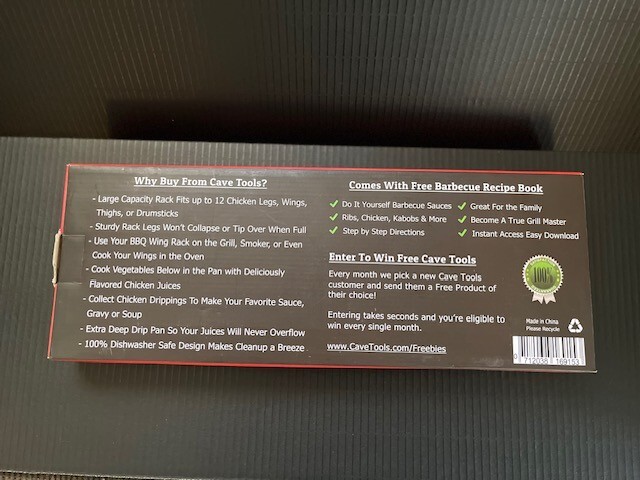 Why Buy From Cave Tools?
- Large Capacity Rack Fits up to 12 Chicken Legs, Wings,
Thighs, or Drumsticks
- Sturdy Rack Legs Won't Collapse or Tip Over When Full
- Use Your BBQ Wing Rack on the Grill, Smoker, or Even
Cook Your Wings in the Oven
- Cook Vegetables Below in the Pan with Deliciously
Flavored Chicken Juices
- Collect Chicken Drippings To Make Your Favorite Sauce,
Gravy or Soup
- Extra Deep Drip Pan So Your Juices Will Never Overflow
- 100% Dishwasher Safe Design Makes Cleanup a Breeze
Comes With Free Barbecue Recipe Book
Do It Yourself Barbecue Sauces
Ribs, Chicken, Kabobs & More
Step by Step Directions
Great For the Family
Become A True Grill Master
Instant Access Easy Download
Enter To Win Free Cave Tools
Every month we pick a new Cave Tools
customer and send them a Free Product of
their choice!
Entering takes seconds and you're eligible to
win every single month.
www.CaveTools.com/Freebies
100%
Made in China
Please Recycle
0 712038 169153